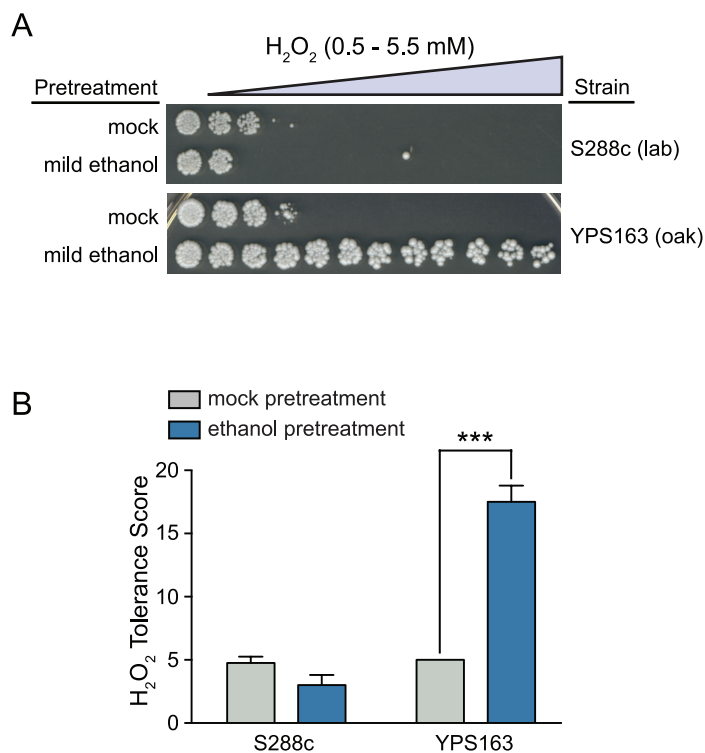 A
H₂O₂ (0.5 - 5.5 mM)
Pretreatment
Strain
mock
mild ethanol
S288c (lab)
mock
mild ethanol
YPS163 (oak)
B
mock pretreatment
ethanol pretreatment
***
H₂O₂ Tolerance Score
20
15
10
5
0
S288c
YPS163